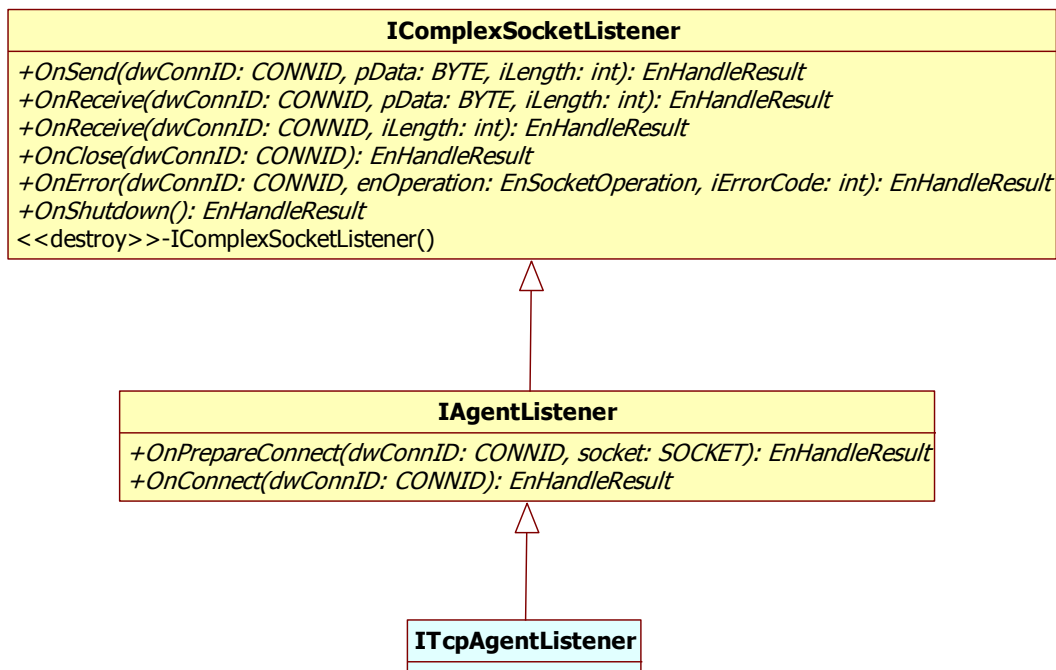 IComplexSocketListener
+OnSend(dwConnID: CONNID, pData: BYTE, iLength: int): EnHandleResult
+OnReceive(dwConnID: CONNID, pData: BYTE, iLength: int): EnHandleResult
+OnReceive(dwConnID: CONNID, iLength: int): EnHandleResult
+OnClose(dwConnID: CONNID): EnHandleResult
+OnError(dwConnID: CONNID, enOperation: EnSocketOperation, iErrorCode: int): EnHandleResult
+OnShutdown(): EnHandleResult
<<destroy>>-IComplexSocketListener()
IAgentListener
+OnPrepareConnect(dwConnID: CONNID, socket: SOCKET): EnHandleResult
+OnConnect(dwConnID: CONNID): EnHandleResult
ITcpAgentListener